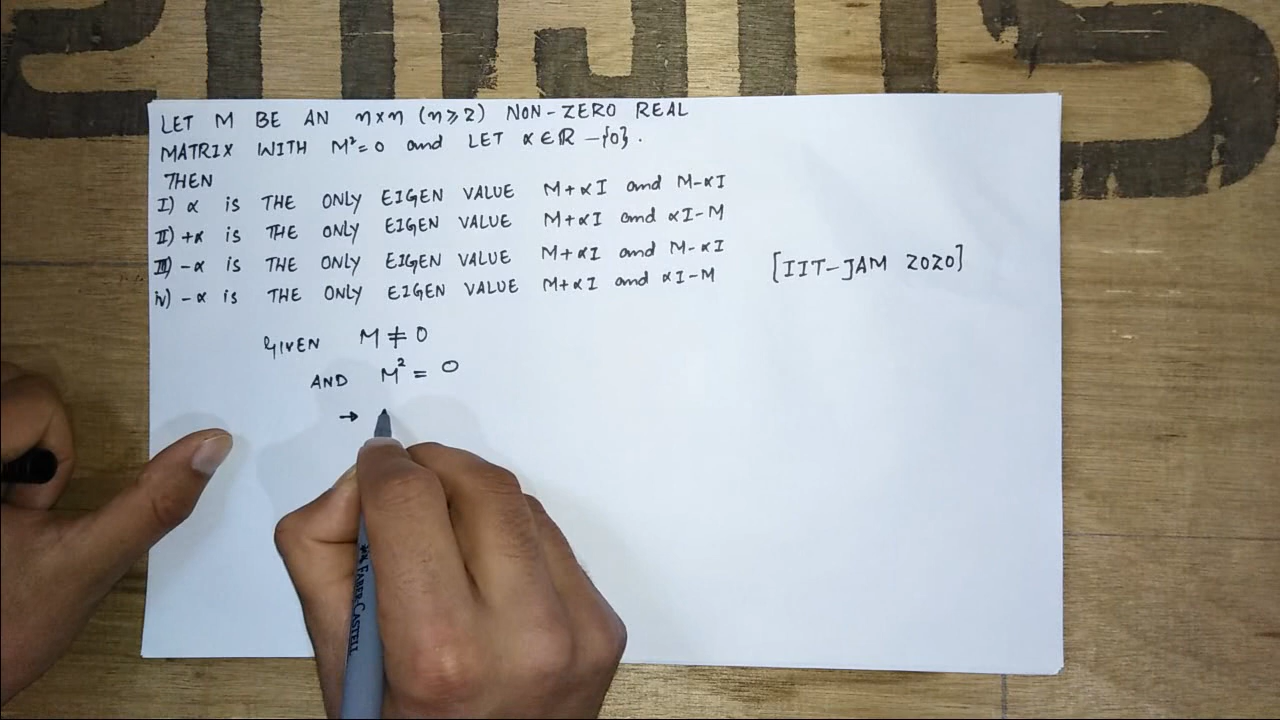 LET M BE AN n×n (n≥2) NON-ZERO REAL
MATRIX WITH M²=0 and LET α∈ℝ-{0}.
THEN
I) α is THE ONLY EIGEN VALUE M+αI and M-αI
II) +α is THE ONLY EIGEN VALUE M+αI and αI-M
III) -α is THE ONLY EIGEN VALUE M+αI and M-αI
iv) -α is THE ONLY EIGEN VALUE M+αI and αI-M
[IIT-JAM 2020]
GIVEN M≠0
AND M² = 0
→
FABER-CASTELL